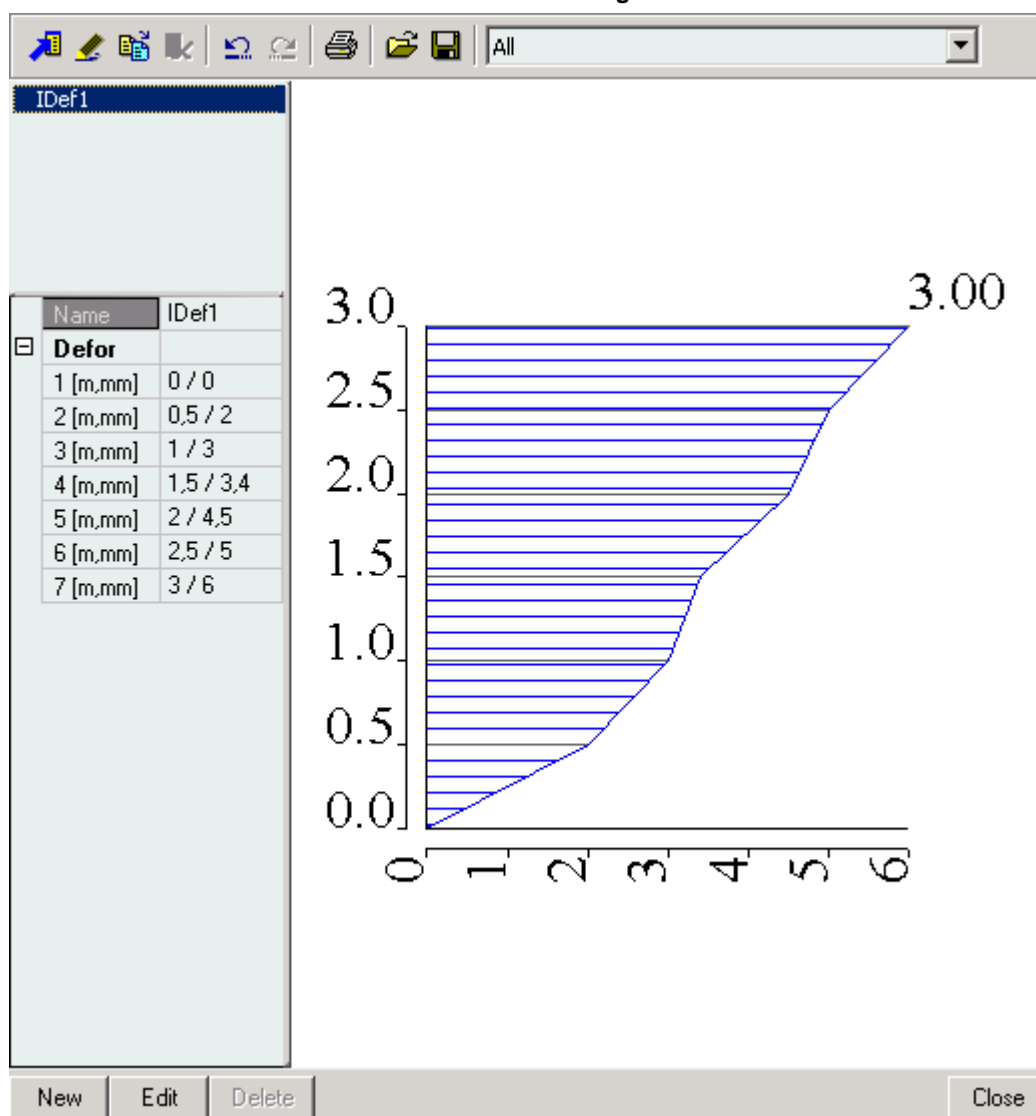 All
IDef1
Name IDef1
Defor
1 [m,mm] 0 / 0
2 [m,mm] 0,5 / 2
3 [m,mm] 1 / 3
4 [m,mm] 1,5 / 3,4
5 [m,mm] 2 / 4,5
6 [m,mm] 2,5 / 5
7 [m,mm] 3 / 6
3.0
2.5
2.0
1.5
1.0
0.5
0.0
3.00
0 1 2 3 4 5 6
New Edit Delete Close